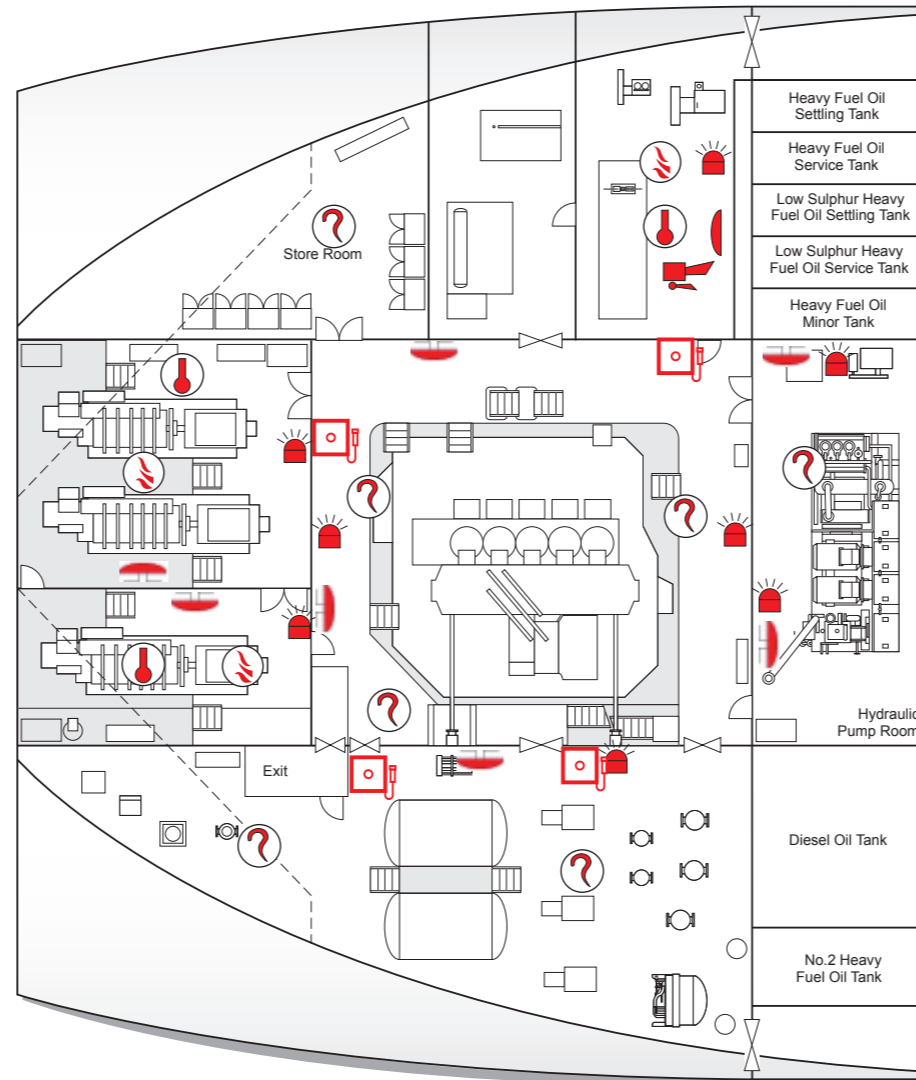 Heavy Fuel Oil
Settling Tank
Heavy Fuel Oil
Service Tank
Low Sulphur Heavy
Fuel Oil Settling Tank
Low Sulphur Heavy
Fuel Oil Service Tank
Heavy Fuel Oil
Minor Tank
Store Room
Hydraulic
Pump Room
Exit
Diesel Oil Tank
No.2 Heavy
Fuel Oil Tank